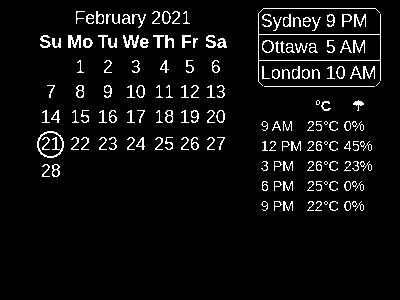 February 2021
Su Mo Tu We Th Fr Sa
1 2 3 4 5 6
7 8 9 10 11 12 13
14 15 16 17 18 19 20
21 22 23 24 25 26 27
28
Sydney 9 PM
Ottawa 5 AM
London 10 AM
°C
9 AM 25°C 0%
12 PM 26°C 45%
3 PM 26°C 23%
6 PM 25°C 0%
9 PM 22°C 0%